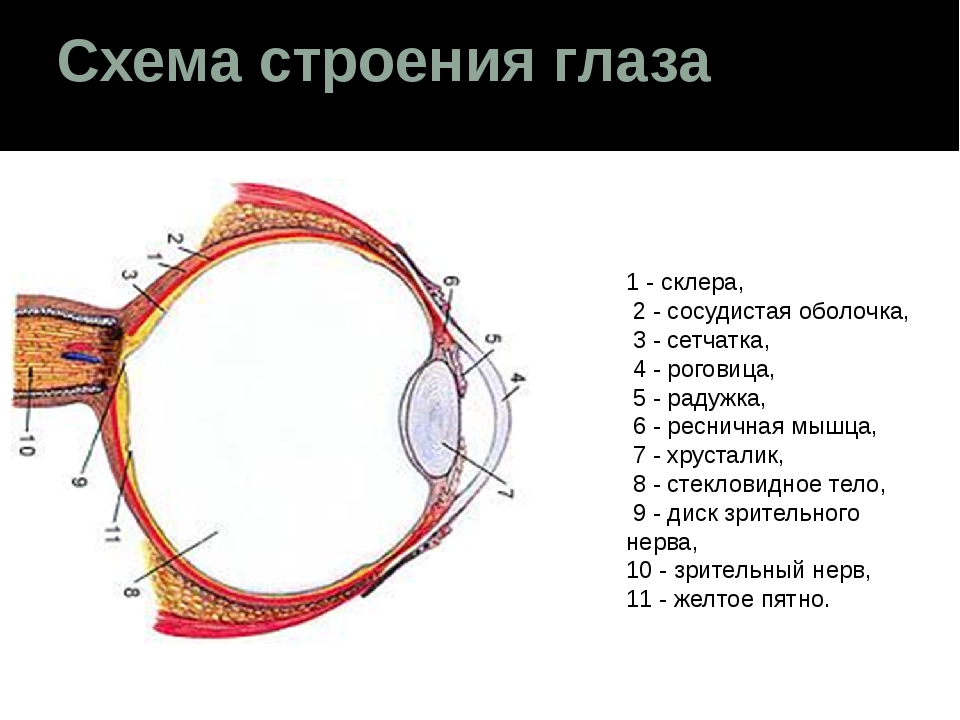 Схема строения глаза
2
1
3
6
5
4
10
9
7
11
8
1 - склера,
2 - сосудистая оболочка,
3 - сетчатка,
4 - роговица,
5 - радужка,
6 - ресничная мышца,
7 - хрусталик,
8 - стекловидное тело,
9 - диск зрительного
нерва,
10 - зрительный нерв,
11 - желтое пятно.